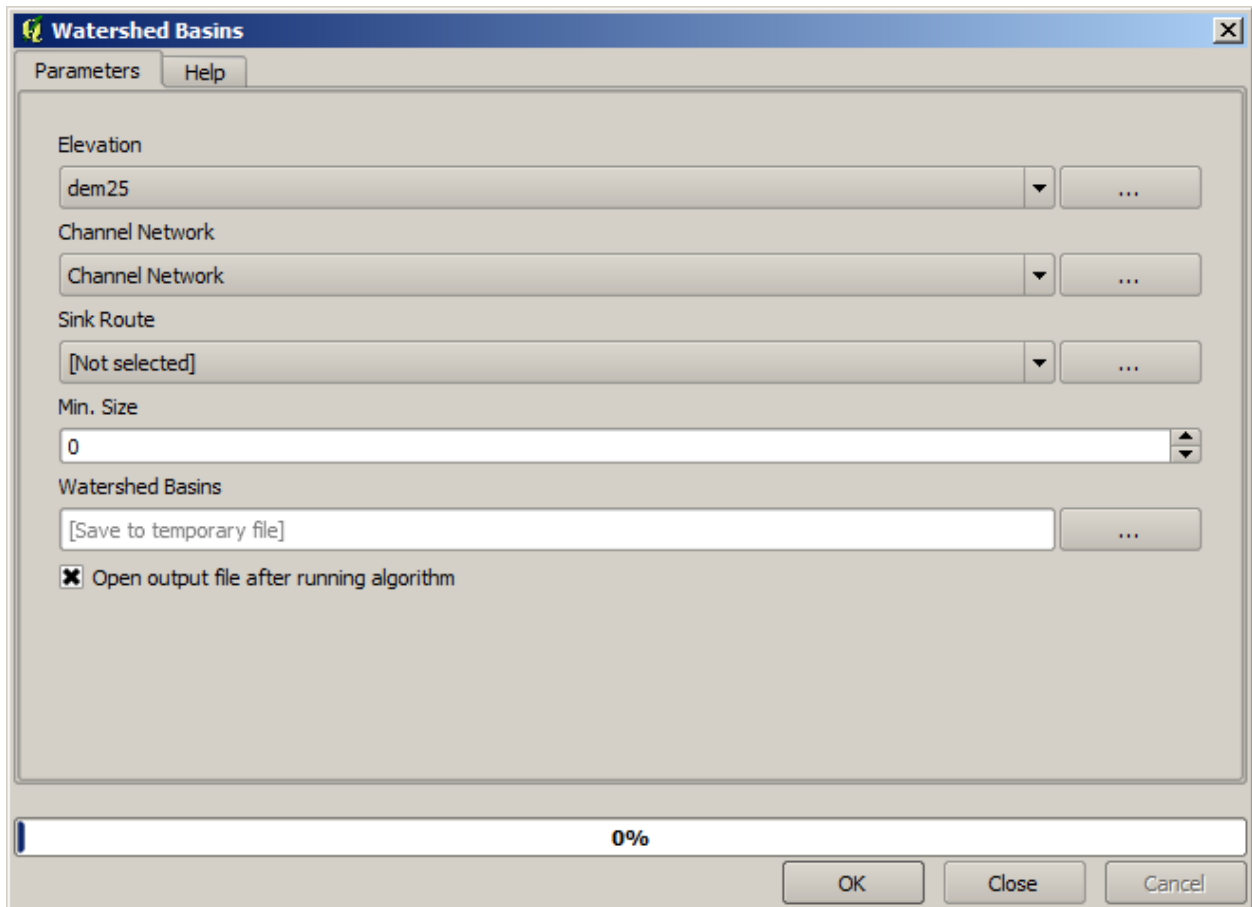 Watershed Basins
Parameters Help
Elevation
dem25 ...
Channel Network
Channel Network ...
Sink Route
[Not selected] ...
Min. Size
0
Watershed Basins
[Save to temporary file] ...
Open output file after running algorithm
0%
OK Close Cancel